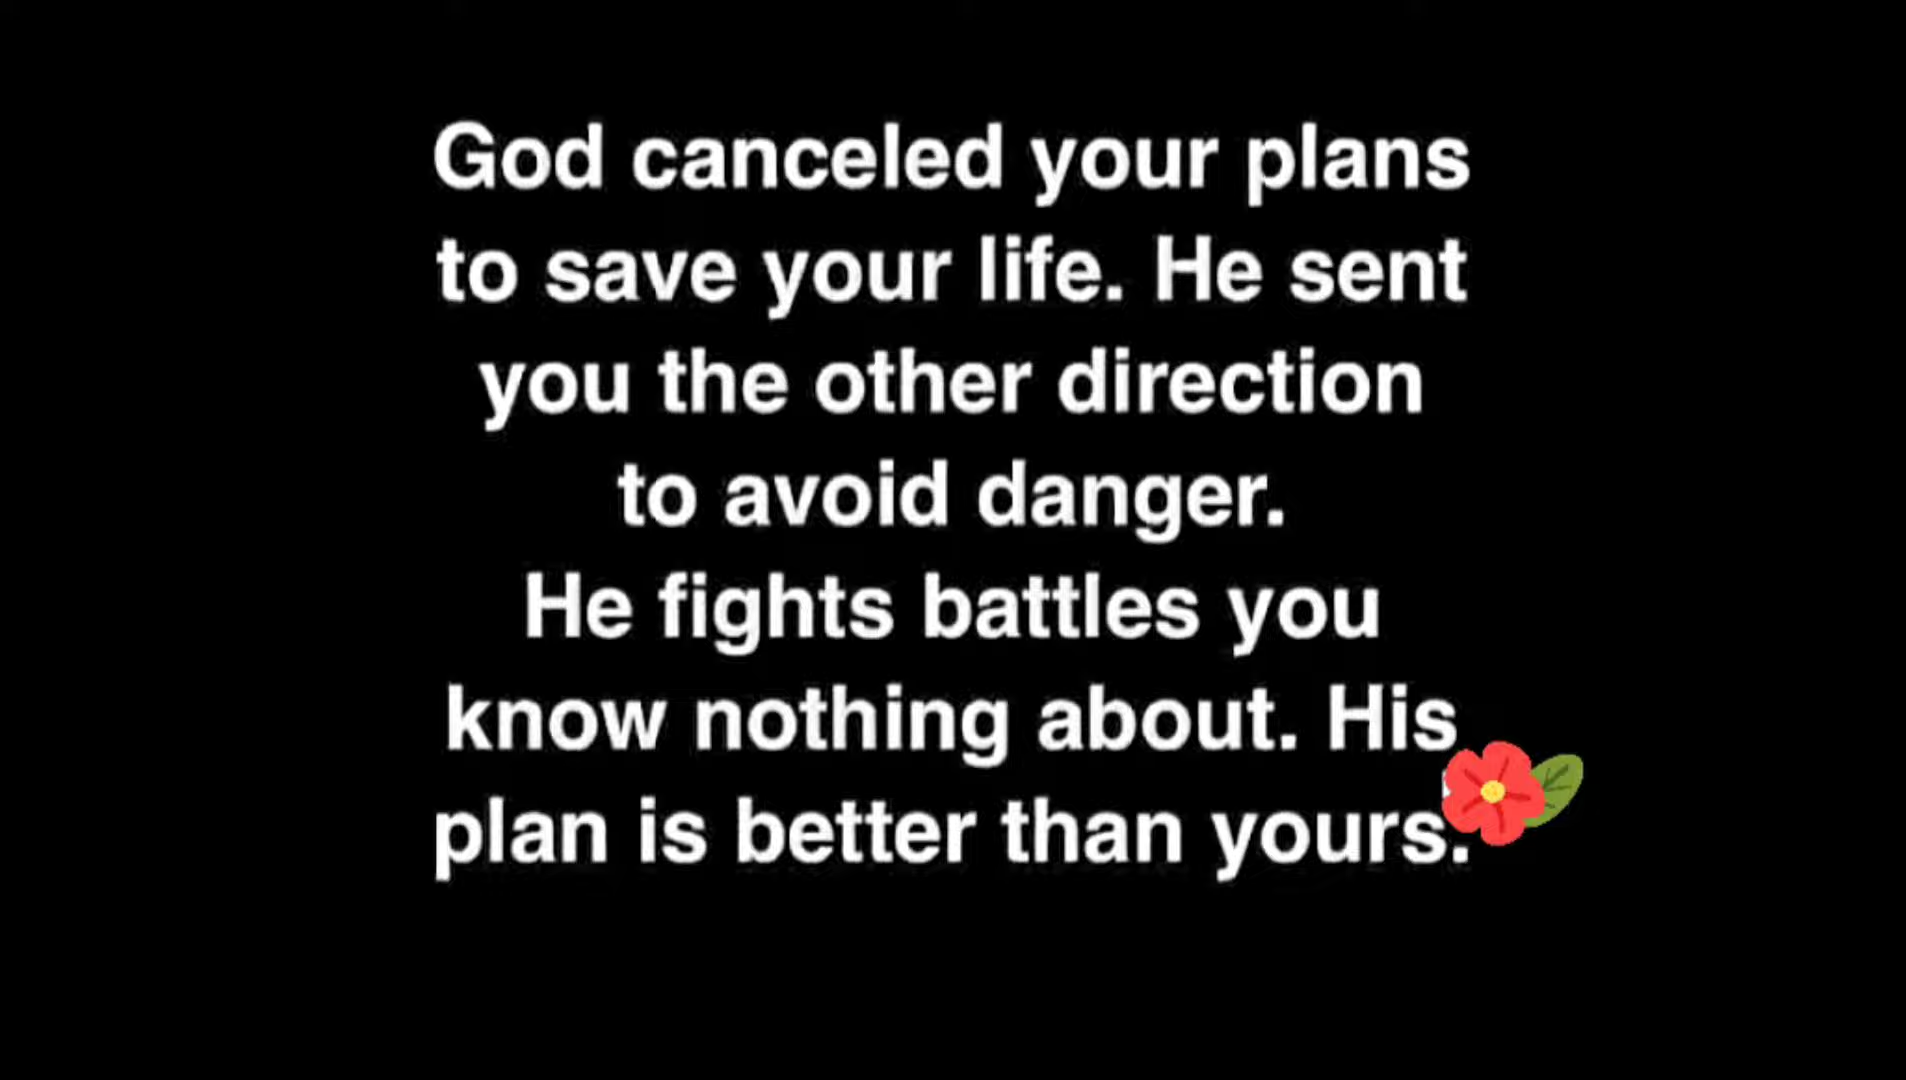 God canceled your plans
to save your life. He sent
you the other direction
to avoid danger.
He fights battles you
know nothing about. His
plan is better than yours.